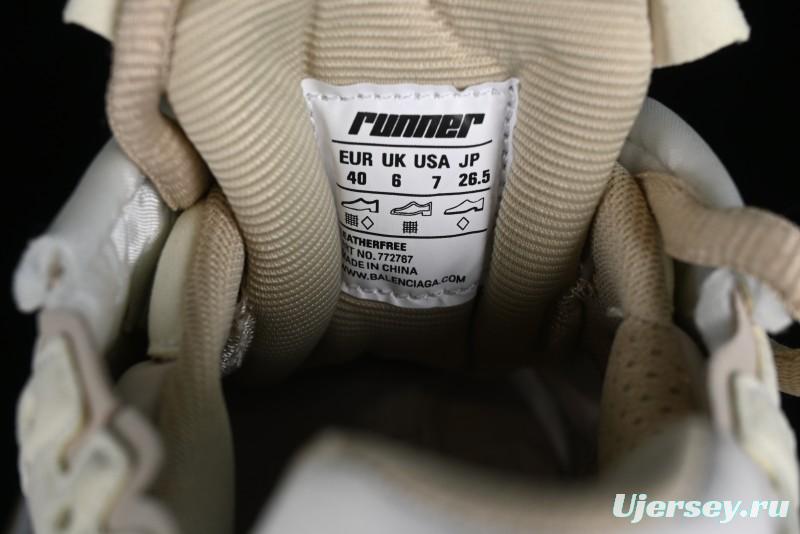 runner
EUR UK USA JP
40 6 7 26.5
EATHERFREE
RT NO. 772767
MADE IN CHINA
WWW.BALENCIAGA.COM
Ujersey.ru